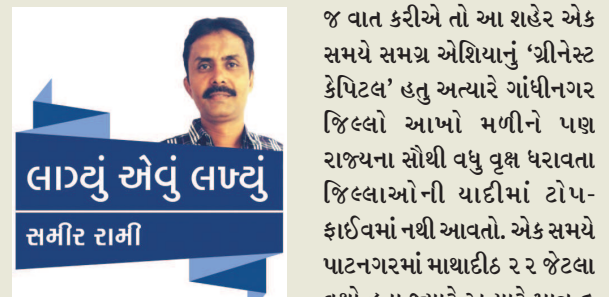 લાગ્યું એવું લખ્યું
સમીર રામી
જ વાત કરીએ તો આ શહેર એક
સમયે સમગ્ર એશિયાનું ‘ગ્રીનેસ્ટ
કેપિટલ’ હતુ અત્યારે ગાંધીનગર
જિલ્લો આખો મળીને પણ
રાજ્યના સૌથી વધુ વૃક્ષ ધરાવતા
જિલ્લાઓની યાદીમાં ટોપ-
ફાઈવમાં નથી આવતો. એક સમયે
પાટનગરમાં માથાદીઠ ૨૨ જેટલા